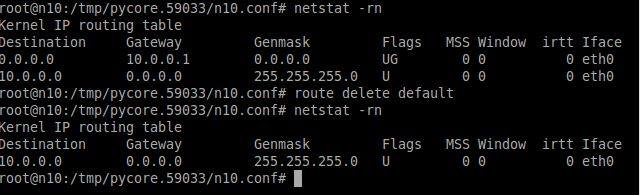 root@n10:/tmp/pycore.59033/n10.conf# netstat -rn
Kernel IP routing table
Destination     Gateway         Genmask         Flags   MSS Window  irtt Iface
0.0.0.0         10.0.0.1        0.0.0.0         UG        0 0          0 eth0
10.0.0.0        0.0.0.0         255.255.255.0   U         0 0          0 eth0
root@n10:/tmp/pycore.59033/n10.conf# route delete default
root@n10:/tmp/pycore.59033/n10.conf# netstat -rn
Kernel IP routing table
Destination     Gateway         Genmask         Flags   MSS Window  irtt Iface
10.0.0.0        0.0.0.0         255.255.255.0   U         0 0          0 eth0
root@n10:/tmp/pycore.59033/n10.conf#